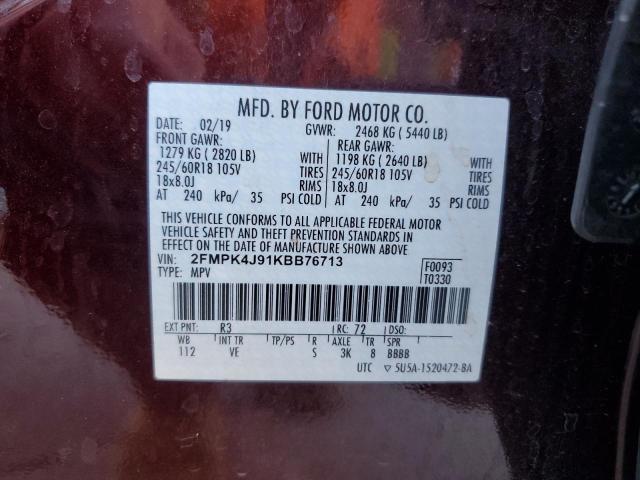 MFD. BY FORD MOTOR CO.
DATE: 02/19 GVWR: 2468 KG ( 5440 LB)
FRONT GAWR: REAR GAWR:
1279 KG ( 2820 LB) WITH 1198 KG ( 2640 LB) WITH
245/60R18 105V TIRES 245/60R18 105V TIRES
18x8.0J RIMS 18x8.0J RIMS
AT 240 kPa/ 35 PSI COLD AT 240 kPa/ 35 PSI COLD
THIS VEHICLE CONFORMS TO ALL APPLICABLE FEDERAL MOTOR
VEHICLE SAFETY AND THEFT PREVENTION STANDARDS IN
EFFECT ON THE DATE OF MANUFACTURE SHOWN ABOVE.
VIN: 2FMPK4J91KBB76713 F0093
TYPE: MPV T0330
EXT PNT: R3 RC: 72 DSO:
WB INT TR TP/PS R AXLE TR SPR
112 VE S 3K 8 BBBB
UTC ▽ 5U5A-1520472-BA